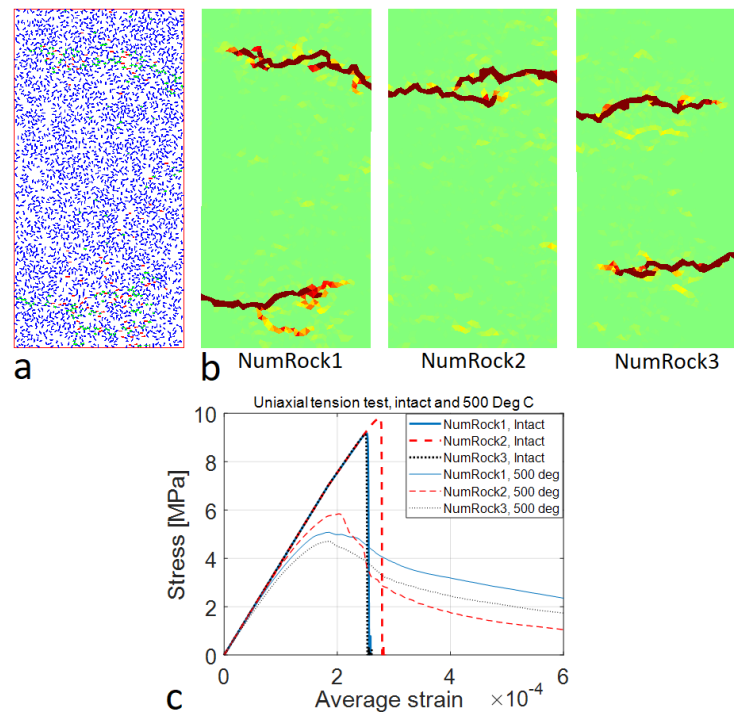 a
b
NumRock1
NumRock2
NumRock3
Uniaxial tension test, intact and 500 Deg C
10
8
6
4
2
0
Stress [MPa]
NumRock1, Intact
NumRock2, Intact
NumRock3, Intact
NumRock1, 500 deg
NumRock2, 500 deg
NumRock3, 500 deg
0
2
4
6
Average strain
×10⁻⁴
c